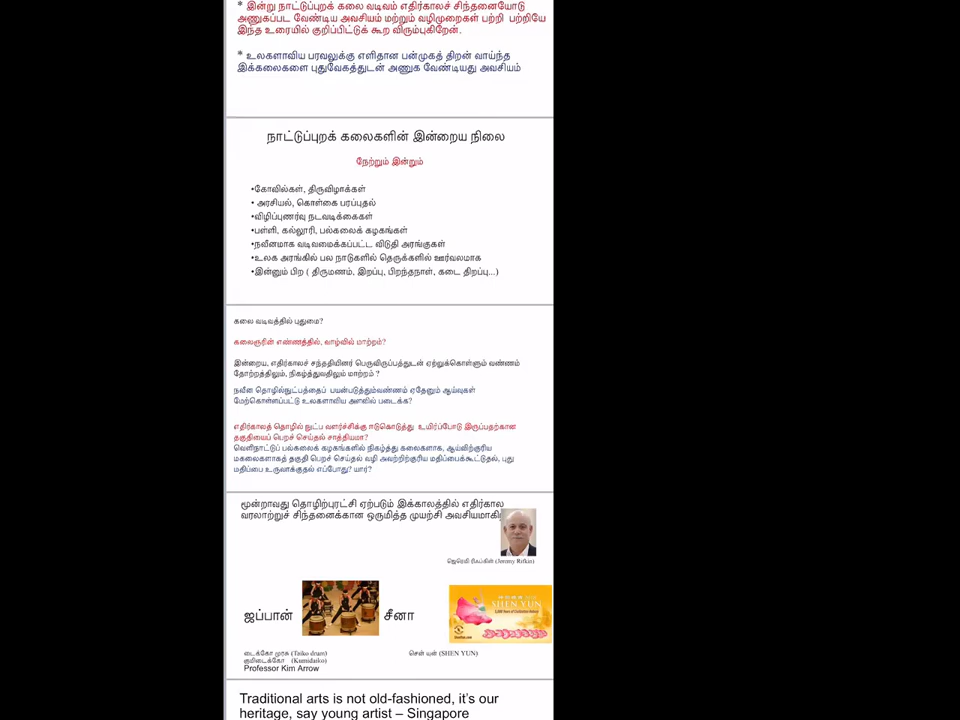 * இன்று நாட்டுப்புறக் கலை வடிவம் எதிர்காலச் சிந்தனையோடு
அணுகப்பட வேண்டிய அவசியம் மற்றும் வழிமுறைகள் பற்றி பற்றியே
இந்த உரையில் குறிப்பிட்டுக் கூற விரும்புகிறேன்.
* உலகளாவிய பரவலுக்கு எளிதான பன்முகத் திறன் வாய்ந்த
இக்கலைகளை புதுவேகத்துடன் அணுக வேண்டியது அவசியம்
நாட்டுப்புறக் கலைகளின் இன்றைய நிலை
நேற்றும் இன்றும்
•கோவில்கள், திருவிழாக்கள்
• அரசியல், கொள்கை பரப்புதல்
•விழிப்புணர்வு நடவடிக்கைகள்
•பள்ளி, கல்லூரி, பல்கலைக் கழகங்கள்
•நவீனமாக வடிவமைக்கப்பட்ட விடுதி அரங்குகள்
•உலக அரங்கில் பல நாடுகளில் தெருக்களில் ஊர்வலமாக
•இன்னும் பிற ( திருமணம், இறப்பு, பிறந்தநாள், கடை திறப்பு...)
கலை வடிவத்தில் புதுமை?
கலைஞரின் எண்ணத்தில், வாழ்வில் மாற்றம்?
இன்றைய, எதிர்காலச் சந்ததியினர் பெருவிருப்பத்துடன் ஏற்றுக்கொள்ளும் வண்ணம்
தோற்றத்திலும், நிகழ்த்துவதிலும் மாற்றம் ?
நவீன தொழில்நுட்பத்தைப் பயன்படுத்தும்வண்ணம் ஏதேனும் ஆய்வுகள்
மேற்கொள்ளப்பட்டு உலகளாவிய அளவில் படைக்க?
எதிர்காலத் தொழில் நுட்ப வளர்ச்சிக்கு ஈடுகொடுத்து உயிர்ப்போடு இருப்பதற்கான
தகுதியைப் பெறச் செய்தல் சாத்தியமா?
வெளிநாட்டுப் பல்கலைக் கழகங்களில் நிகழ்த்து கலைகளாக, ஆய்விற்குரிய
மகலைகளாகத் தகுதி பெறச் செய்தல் வழி அவற்றிற்குரிய மதிப்பைக்கூட்டுதல், புது
மதிப்பை உருவாக்குதல் எப்போது? யார்?
மூன்றாவது தொழிற்புரட்சி ஏற்படும் இக்காலத்தில் எதிர்கால
வரலாற்றுச் சிந்தனைக்கான ஒருமித்த முயற்சி
ஜெரெமி ரிஃப்கின் (Jeremy Rifkin)
ஜப்பான்
சீனா
SHEN YUN
டைக்கோ முரசு (Taiko drum)
குமிடைக்கோ (Kumidaiko)
Professor Kim Arrow
சென் யுன் (SHEN YUN)
Traditional arts is not old-fashioned, it's our
heritage, say young artist – Singapore